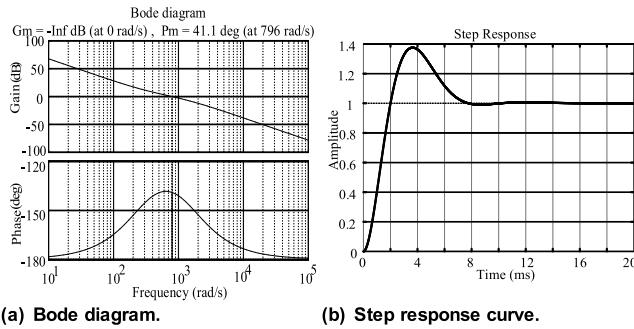 Bode diagram
Gm = -Inf dB (at 0 rad/s) , Pm = 41.1 deg (at 796 rad/s)
100
50
0
-50
-100
Gain (dB)
-120
-150
-180
Phase(deg)
10^1 10^2 10^3 10^4 10^5
Frequency (rad/s)
(a) Bode diagram.
Step Response
1.4
1.2
1
0.8
0.6
0.4
0.2
0
Amplitude
0 4 8 12 16 20
Time (ms)
(b) Step response curve.